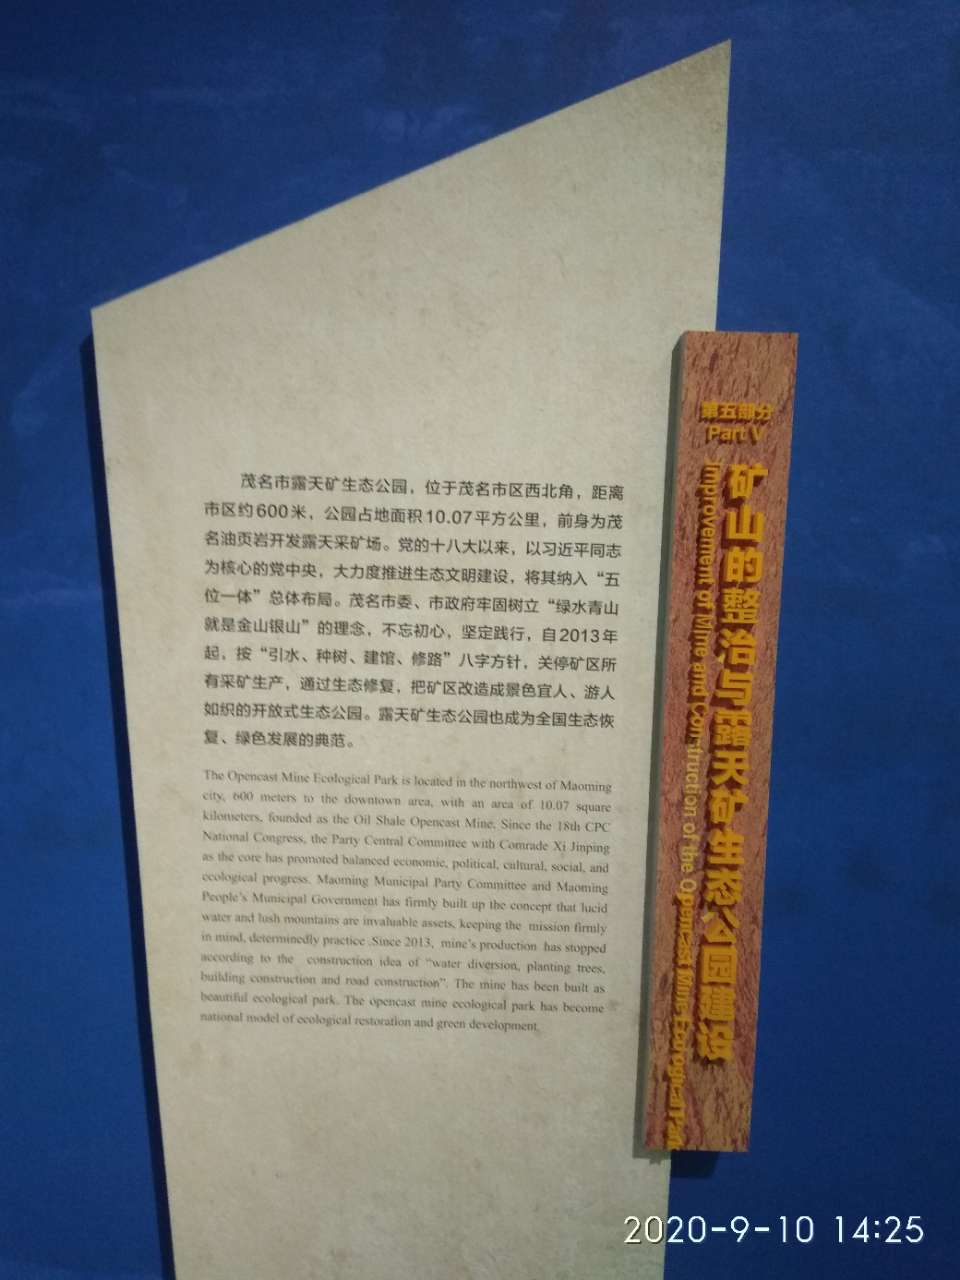 第五部分
Part V
矿山的整治与露天矿生态公园建设
Improvement of Mine and Construction of the Opencast Mine Ecological Park
茂名市露天矿生态公园，位于茂名市区西北角，距离
市区约600米，公园占地面积10.07平方公里，前身为茂
名油页岩开发露天采矿场。党的十八大以来，以习近平同志
为核心的党中央，大力度推进生态文明建设，将其纳入“五
位一体”总体布局。茂名市委、市政府牢固树立“绿水青山
就是金山银山”的理念，不忘初心，坚定践行，自2013年
起，按“引水、种树、建馆、修路”八字方针，关停矿区所
有采矿生产，通过生态修复，把矿区改造成景色宜人、游人
如织的开放式生态公园。露天矿生态公园也成为全国生态恢
复、绿色发展的典范。
The Opencast Mine Ecological Park is located in the northwest of Maoming
city, 600 meters to the downtown area, with an area of 10.07 square
kilometers, founded as the Oil Shale Opencast Mine. Since the 18th CPC
National Congress, the Party Central Committee with Comrade Xi Jinping
as the core has promoted balanced economic, political, cultural, social, and
ecological progress. Maoming Municipal Party Committee and Maoming
People's Municipal Government has firmly built up the concept that lucid
water and lush mountains are invaluable assets, keeping the mission firmly
in mind, determinedly practice .Since 2013, mine's production has stopped
according to the construction idea of “water diversion, planting trees,
building construction and road construction”. The mine has been built as
beautiful ecological park. The opencast mine ecological park has become
national model of ecological restoration and green development.
2020-9-10 14:25